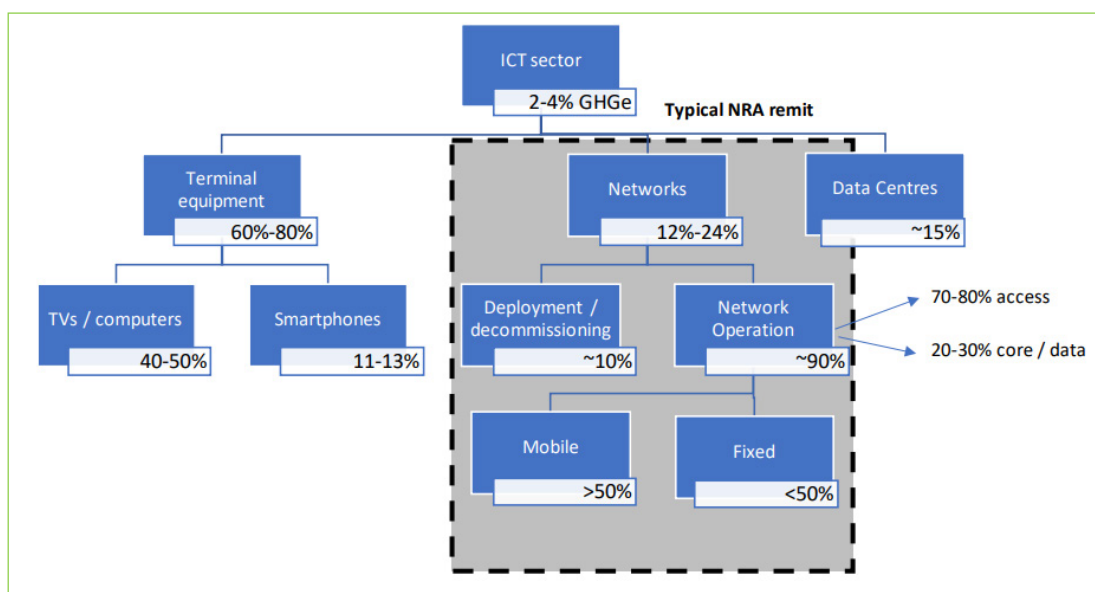 ICT sector
2-4% GHGe
Typical NRA remit
Terminal
equipment
60%-80%
Networks
12%-24%
Data Centres
~15%
TVs / computers
40-50%
Smartphones
11-13%
Deployment /
decommissioning
~10%
Network
Operation
~90%
70-80% access
20-30% core / data
Mobile
>50%
Fixed
<50%